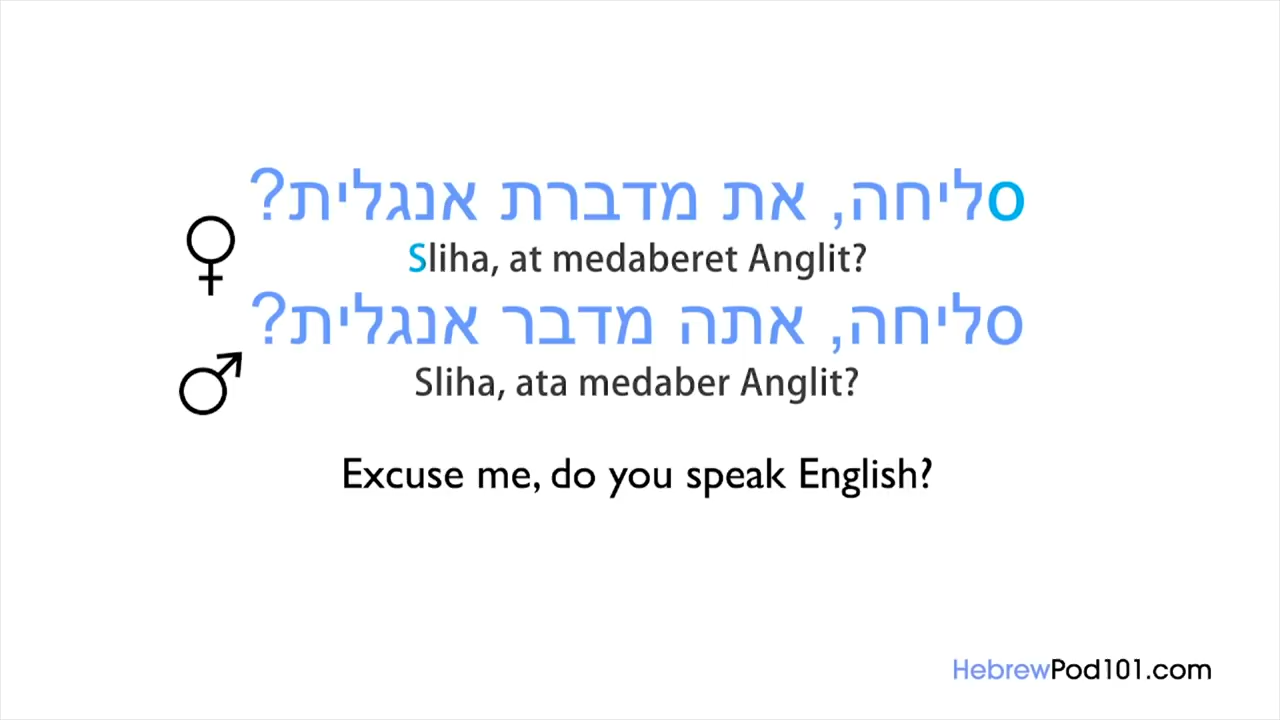 סליחה, את מדברת אנגלית?
Sliha, at medaberet Anglit?
סליחה, אתה מדבר אנגלית?
Sliha, ata medaber Anglit?
Excuse me, do you speak English?
HebrewPod101.com